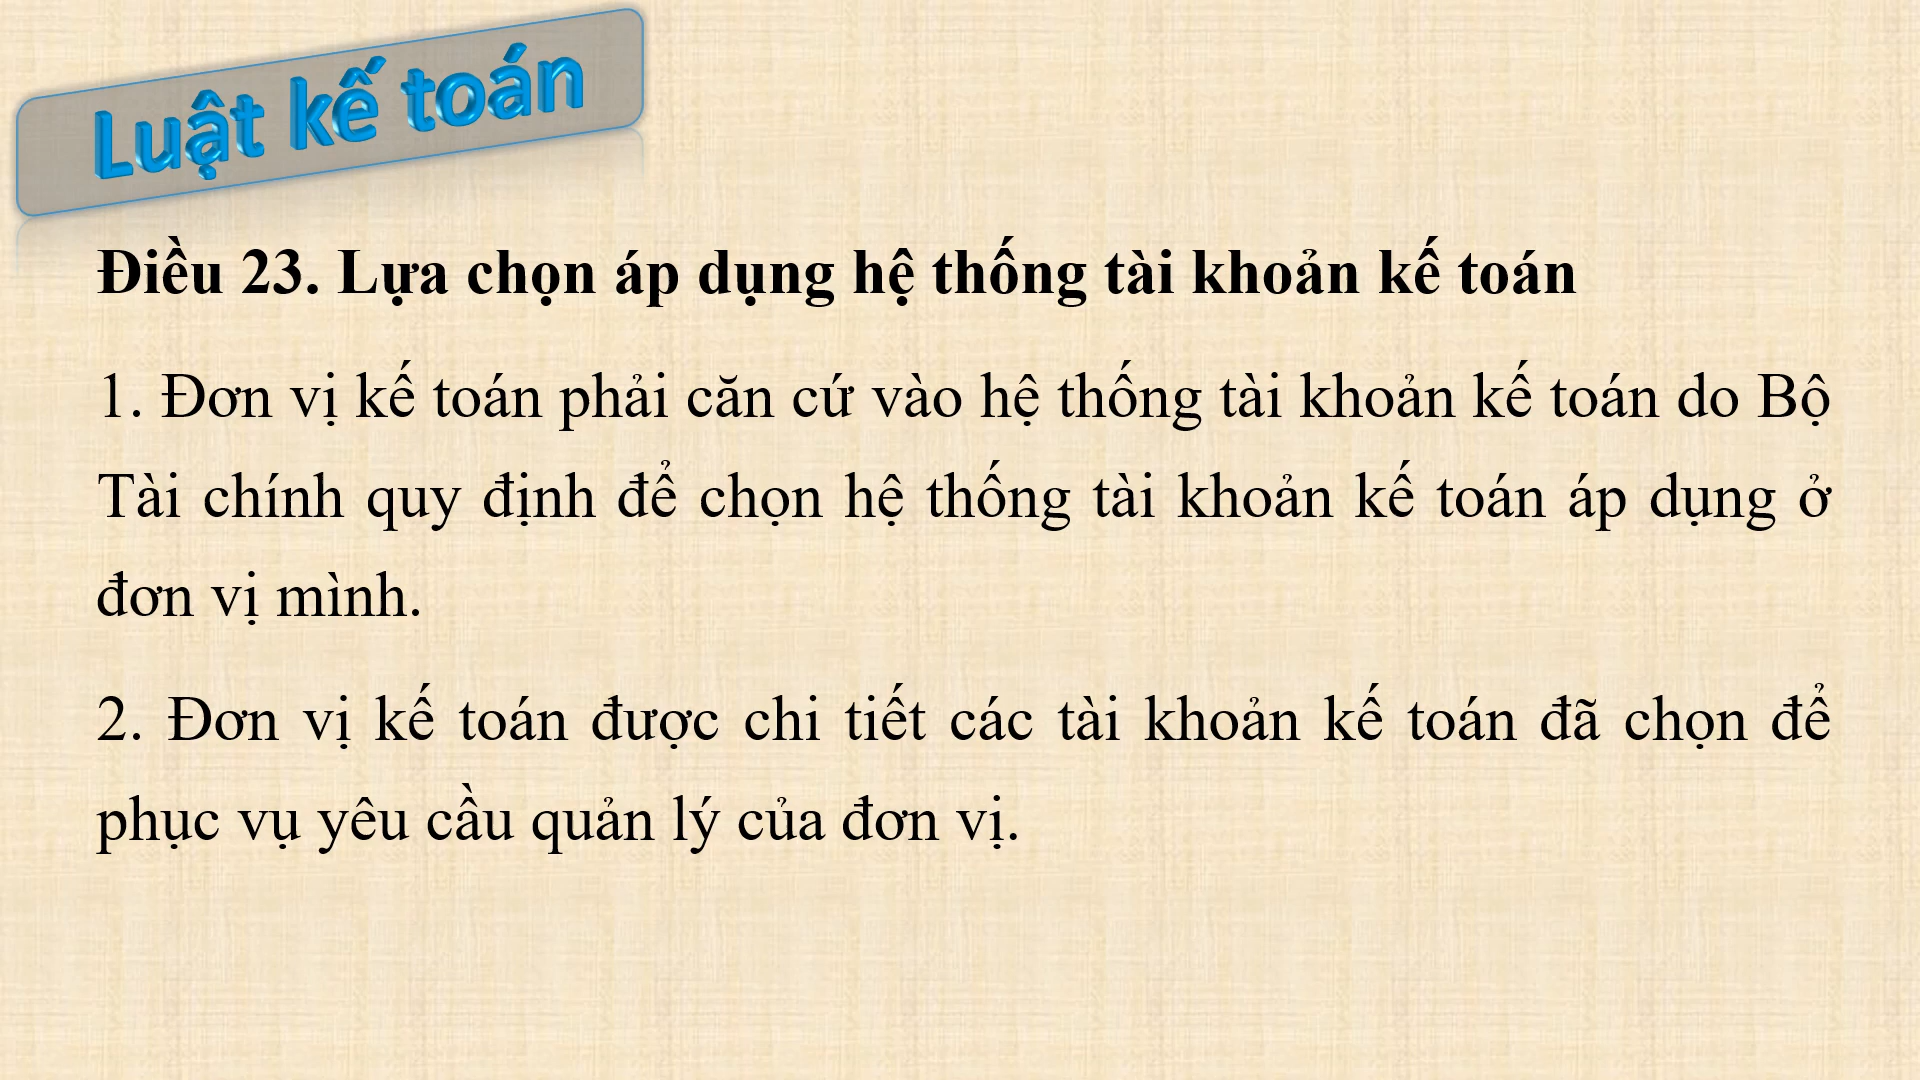 Luật kế toán
Điều 23. Lựa chọn áp dụng hệ thống tài khoản kế toán
1. Đơn vị kế toán phải căn cứ vào hệ thống tài khoản kế toán do Bộ
Tài chính quy định để chọn hệ thống tài khoản kế toán áp dụng ở
đơn vị mình.
2. Đơn vị kế toán được chi tiết các tài khoản kế toán đã chọn để
phục vụ yêu cầu quản lý của đơn vị.